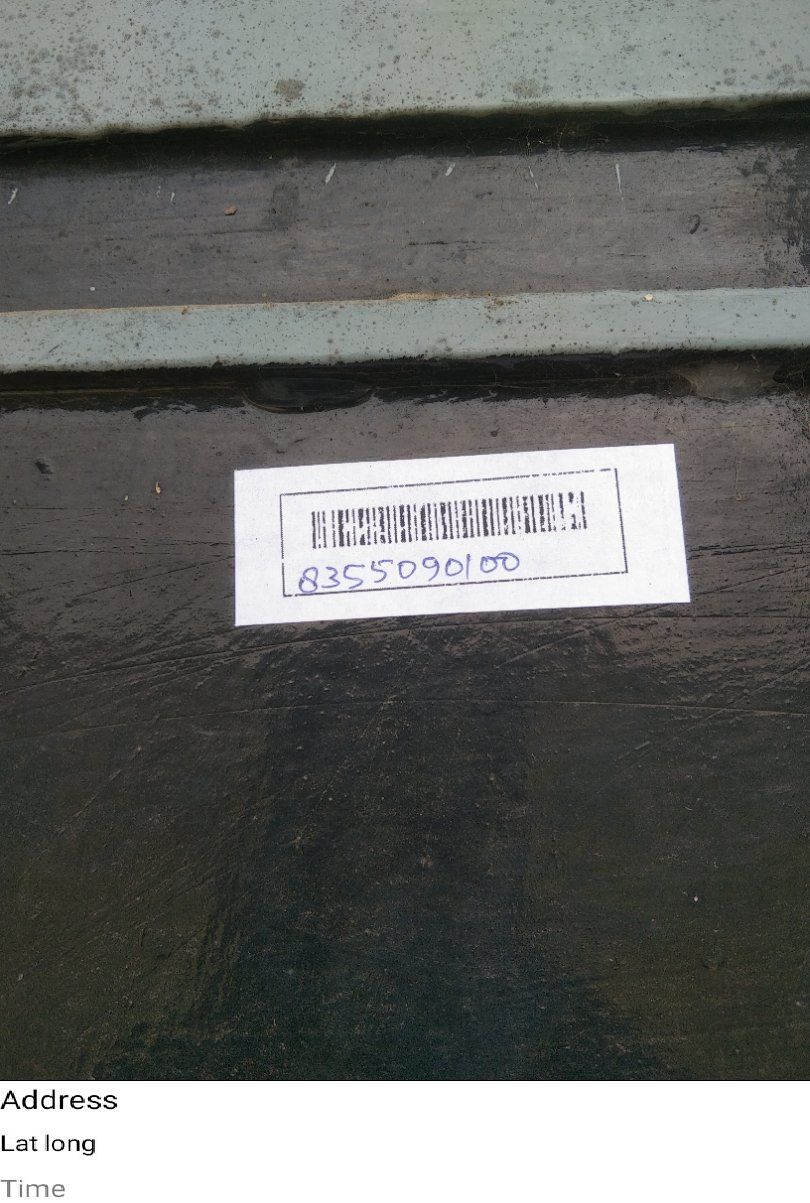 8355090100
Address
Lat long
Time